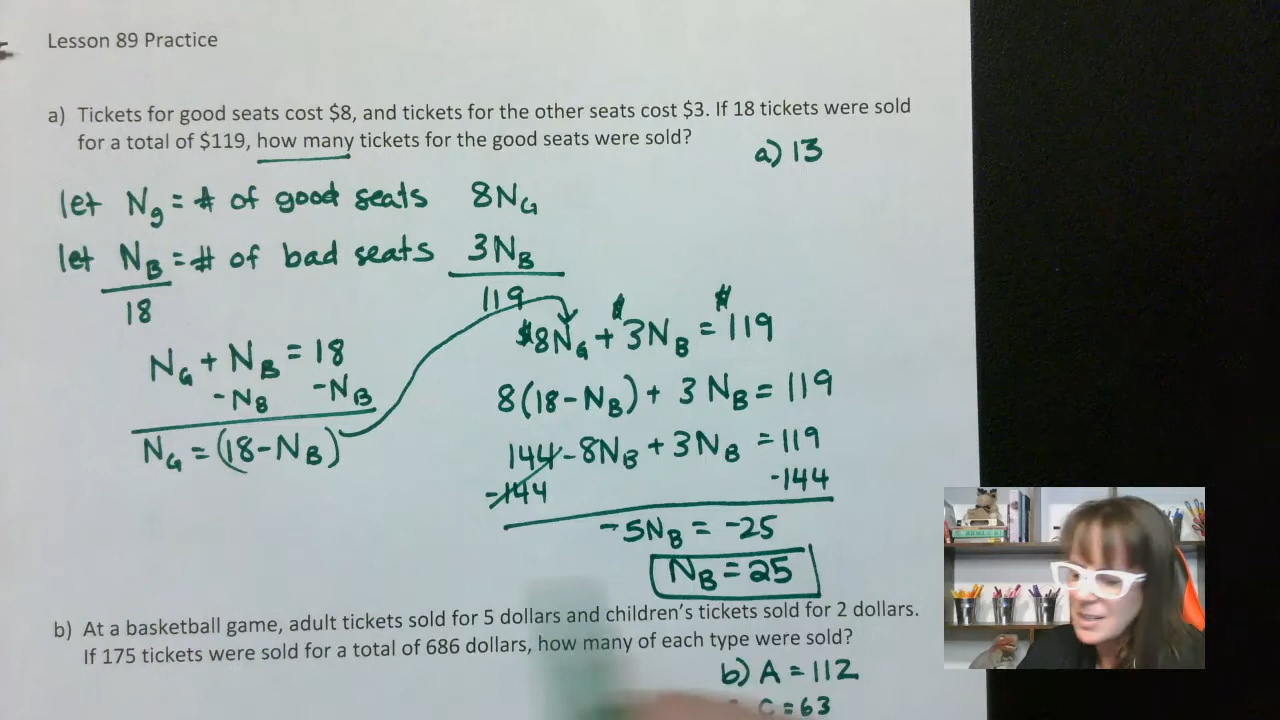 Lesson 89 Practice
a) Tickets for good seats cost $8, and tickets for the other seats cost $3. If 18 tickets were sold
for a total of $119, how many tickets for the good seats were sold?
a) 13
let Ng = # of good seats 8NG
let NB = # of bad seats 3NB
18 119
$8NG + $3NB = $119
NG + NB = 18
-NB -NB
8(18-NB) + 3NB = 119
NG = (18-NB)
144-8NB + 3NB = 119
-144 -144
-5NB = -25
NB = 25
b) At a basketball game, adult tickets sold for 5 dollars and children's tickets sold for 2 dollars.
If 175 tickets were sold for a total of 686 dollars, how many of each type were sold?
b) A = 112
C = 63